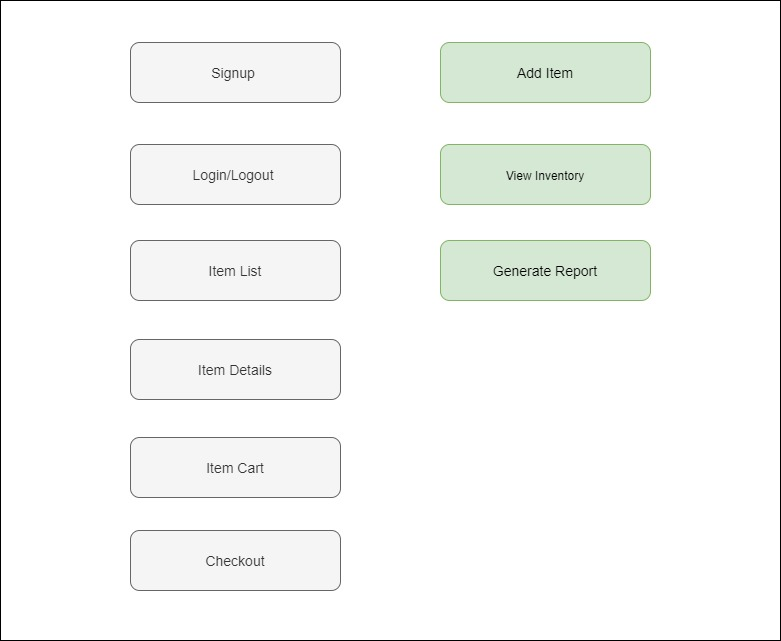 Signup
Login/Logout
Item List
Item Details
Item Cart
Checkout
Add Item
View Inventory
Generate Report